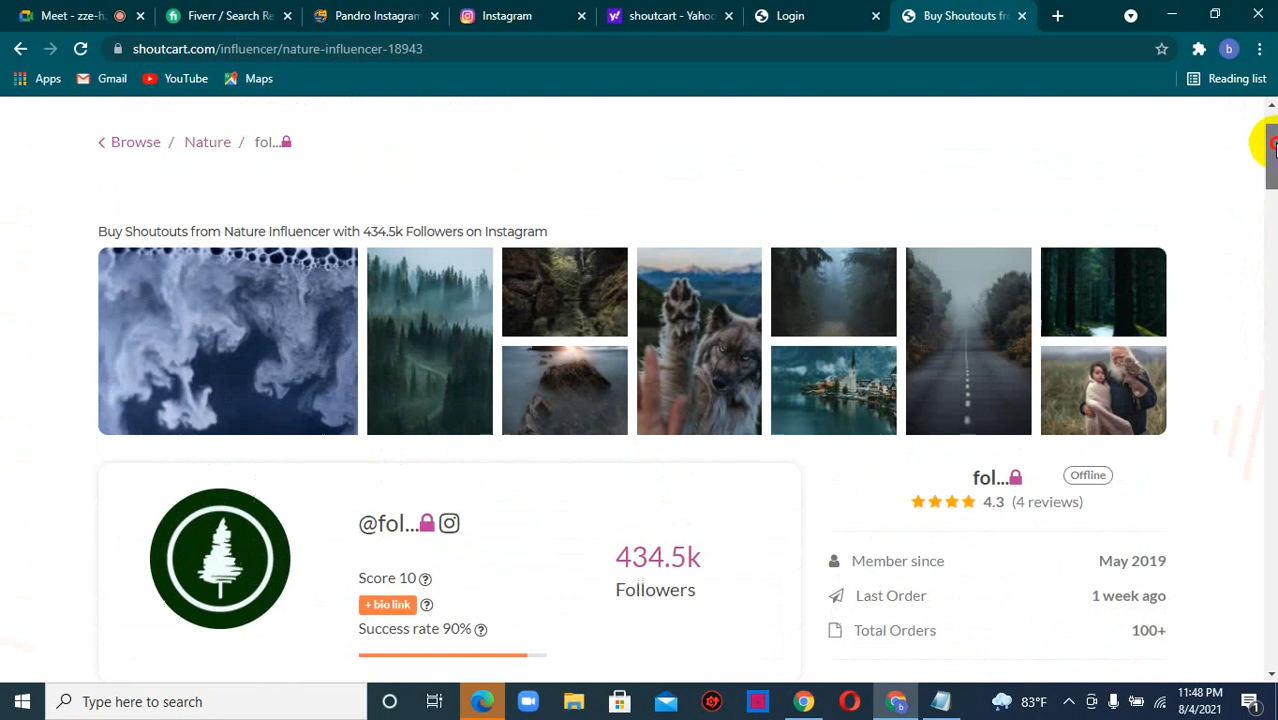 Meet - zze-h
Fiverr / Search Re
Pandro Instagram
Instagram
shoutcart - Yahoo
Login
Buy Shoutouts fr
shoutcart.com/influencer/nature-influencer-18943
b
Apps
Gmail
YouTube
Maps
Reading list
Browse / Nature / fol...
Buy Shoutouts from Nature Influencer with 434.5k Followers on Instagram
fol...
Offline
4.3 (4 reviews)
@fol...
434.5k
Followers
Score 10
+ bio link
Success rate 90%
Member since May 2019
Last Order 1 week ago
Total Orders 100+
Type here to search
83°F
11:48 PM
8/4/2021
1